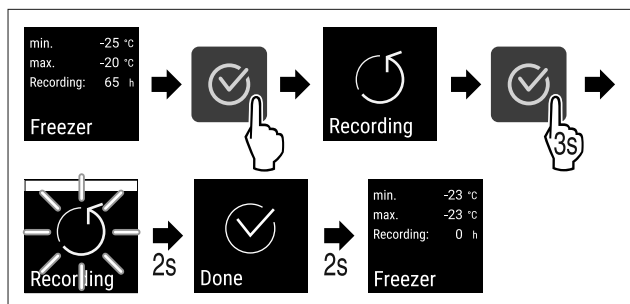 min. -25 °C
max. -20 °C
Recording: 65 h
Freezer
Recording
3s
Recording
2s
Done
2s
min. -23 °C
max. -23 °C
Recording: 0 h
Freezer